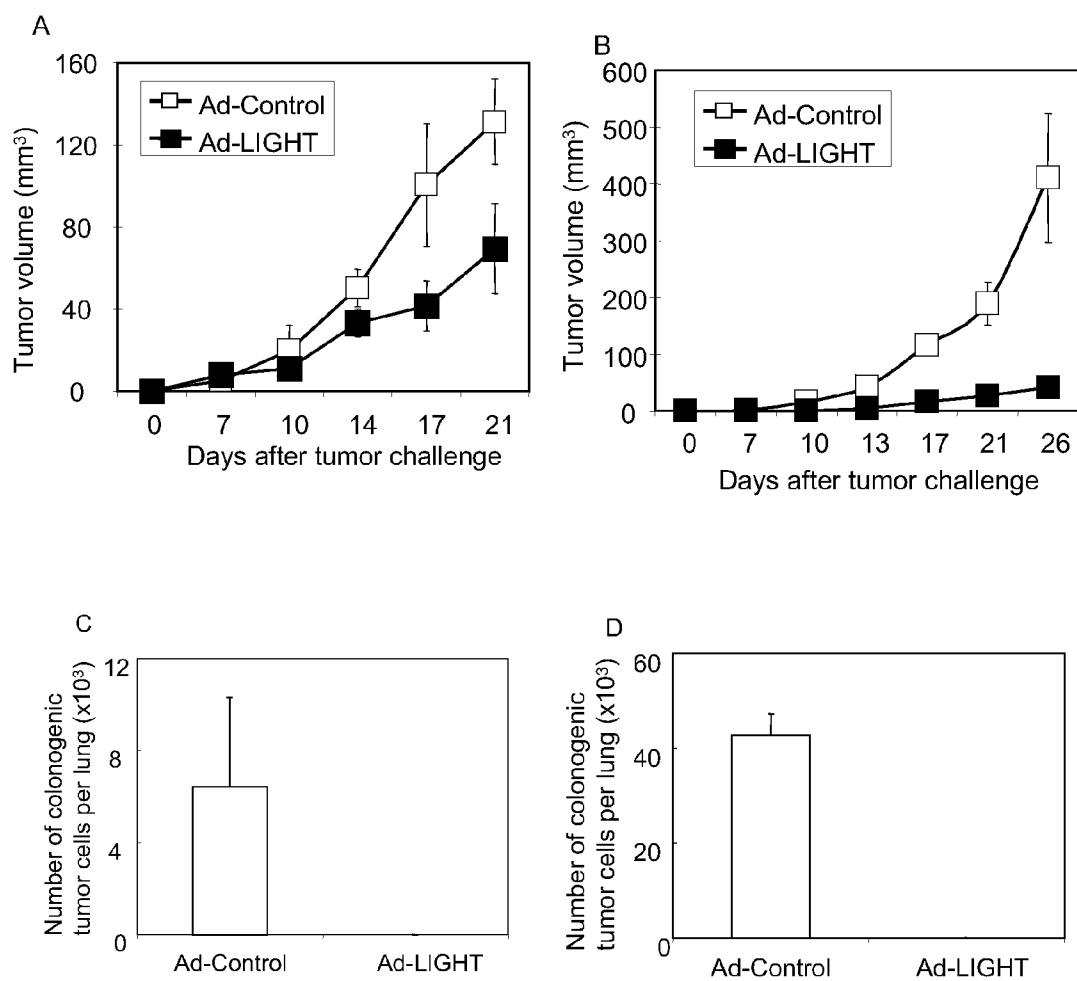 A
160
120
80
40
0
Tumor volume (mm³)
Ad-Control
Ad-LIGHT
0 7 10 14 17 21
Days after tumor challenge
B
600
500
400
300
200
100
0
Tumor volume (mm³)
Ad-Control
Ad-LIGHT
0 7 10 13 17 21 26
Days after tumor challenge
C
12
8
4
0
Number of colonogenic
tumor cells per lung (x10³)
Ad-Control Ad-LIGHT
D
60
40
20
0
Number of colonogenic
tumor cells per lung (x10³)
Ad-Control Ad-LIGHT